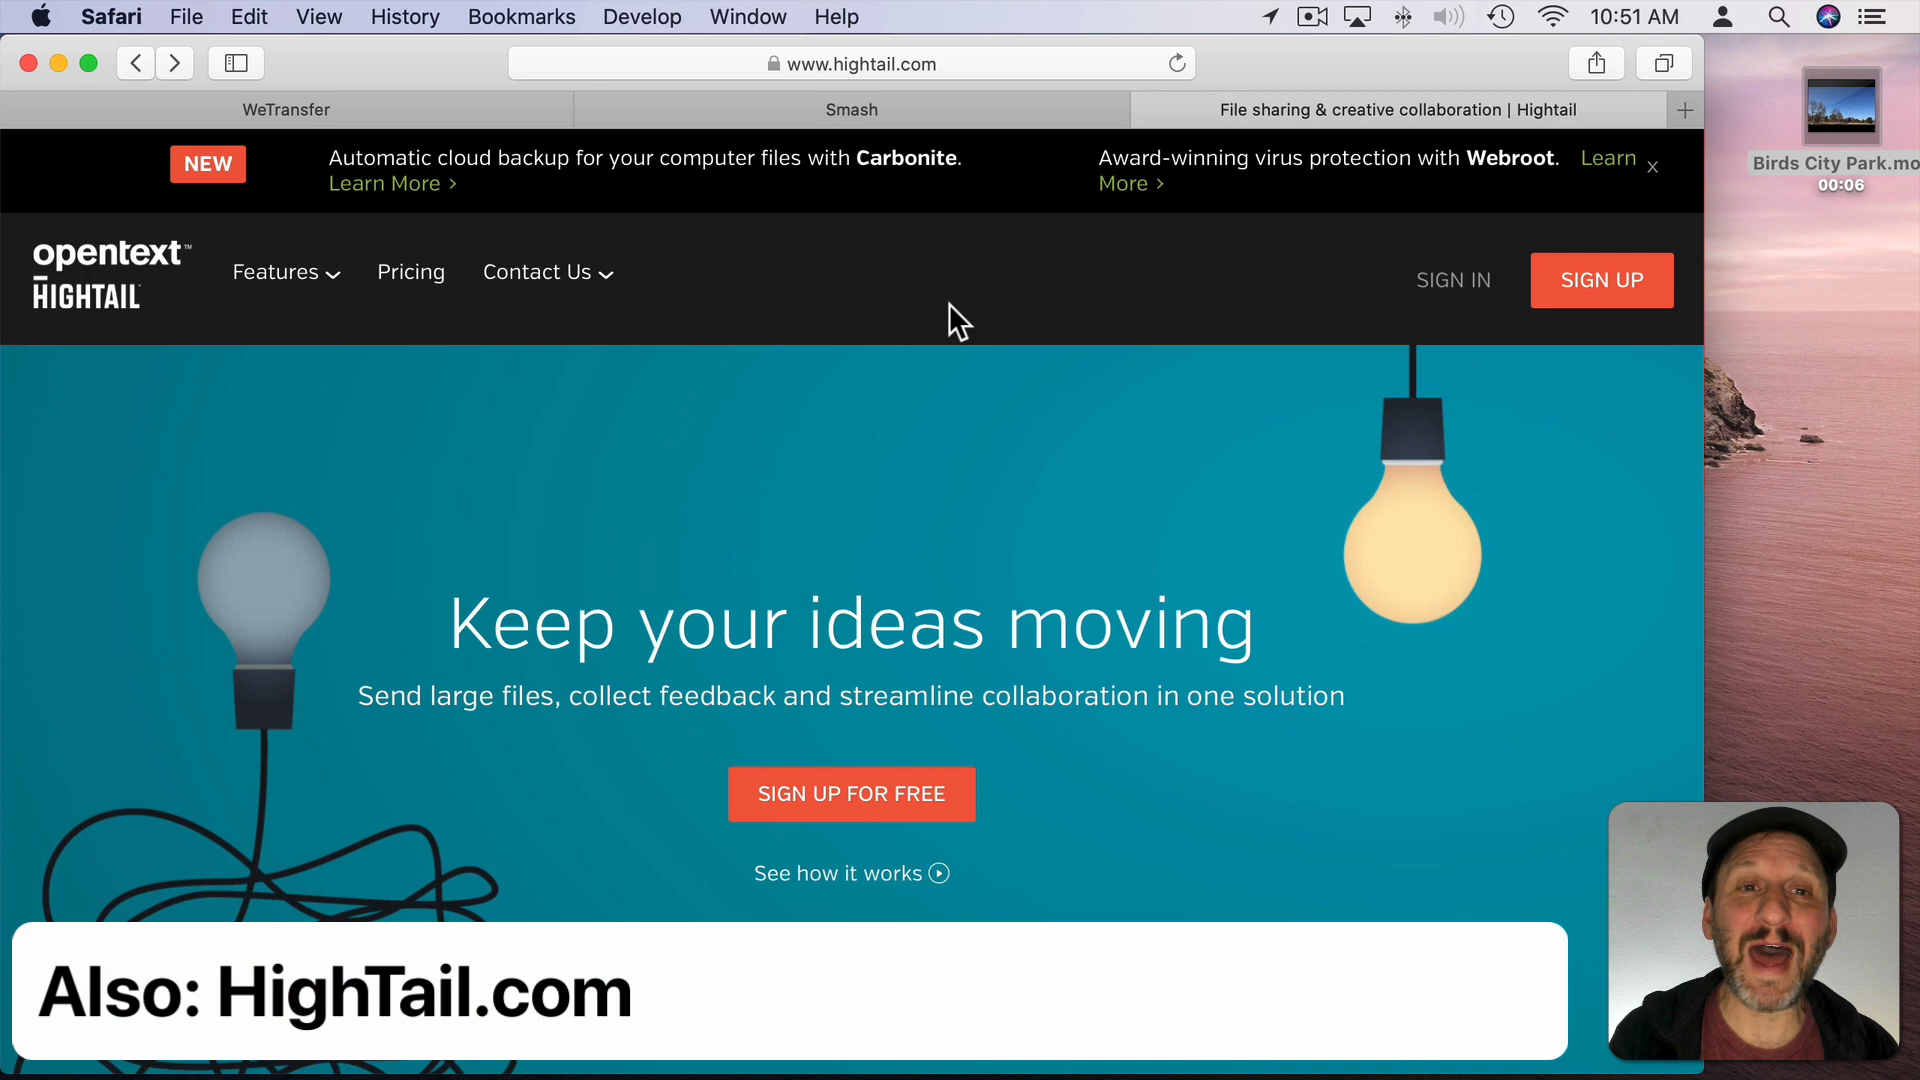 Safari File Edit View History Bookmarks Develop Window Help 10:51 AM
www.hightail.com
WeTransfer Smash File sharing & creative collaboration | Hightail
NEW
Automatic cloud backup for your computer files with Carbonite.
Learn More >
Award-winning virus protection with Webroot. Learn
More >
x
Birds City Park.mo
00:06
opentext™
HIGHTAIL
Features Pricing Contact Us
SIGN IN SIGN UP
Keep your ideas moving
Send large files, collect feedback and streamline collaboration in one solution
SIGN UP FOR FREE
See how it works
Also: HighTail.com